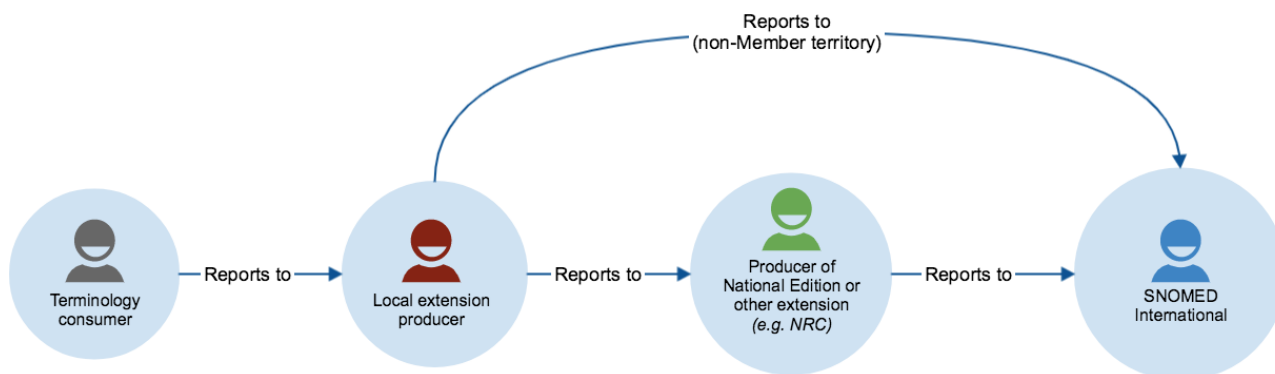 Reports to
(non-Member territory)
Terminology
consumer
Reports to
Local extension
producer
Reports to
Producer of
National Edition or
other extension
(e.g. NRC)
Reports to
SNOMED
International